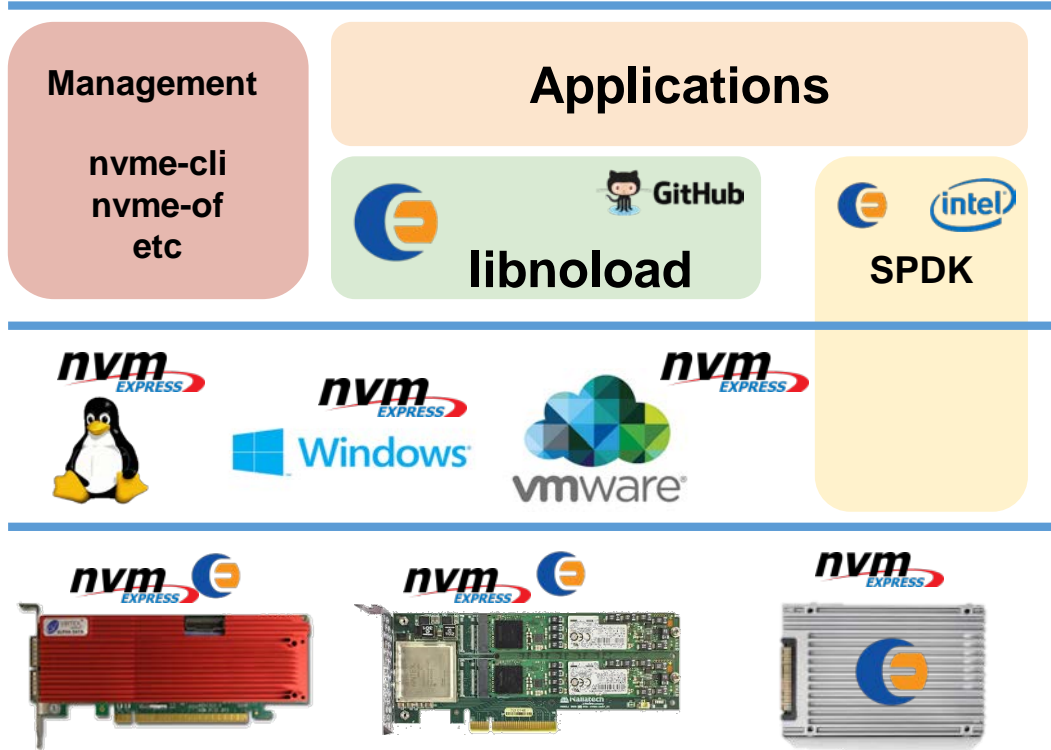 Management
nvme-cli
nvme-of
etc
Applications
GitHub
libnoload
intel
SPDK
nvm
EXPRESS
nvm
EXPRESS
nvm
EXPRESS
Windows
vmware
nvm
EXPRESS
nvm
EXPRESS
nvm
EXPRESS
VIRTEX